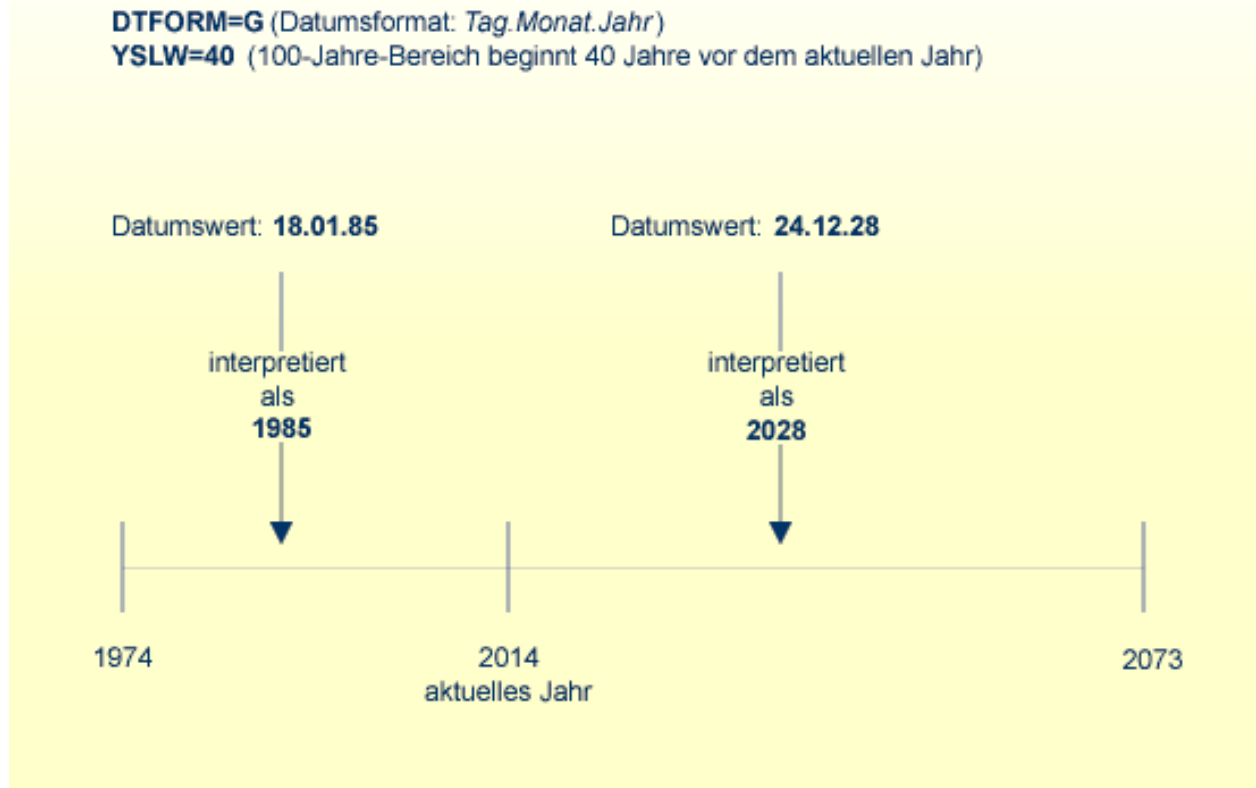 DTFORM=G (Datumsformat: Tag.Monat.Jahr)
YSLW=40 (100-Jahre-Bereich beginnt 40 Jahre vor dem aktuellen Jahr)
Datumswert: 18.01.85
Datumswert: 24.12.28
interpretiert
als
1985
interpretiert
als
2028
1974
2014
aktuelles Jahr
2073